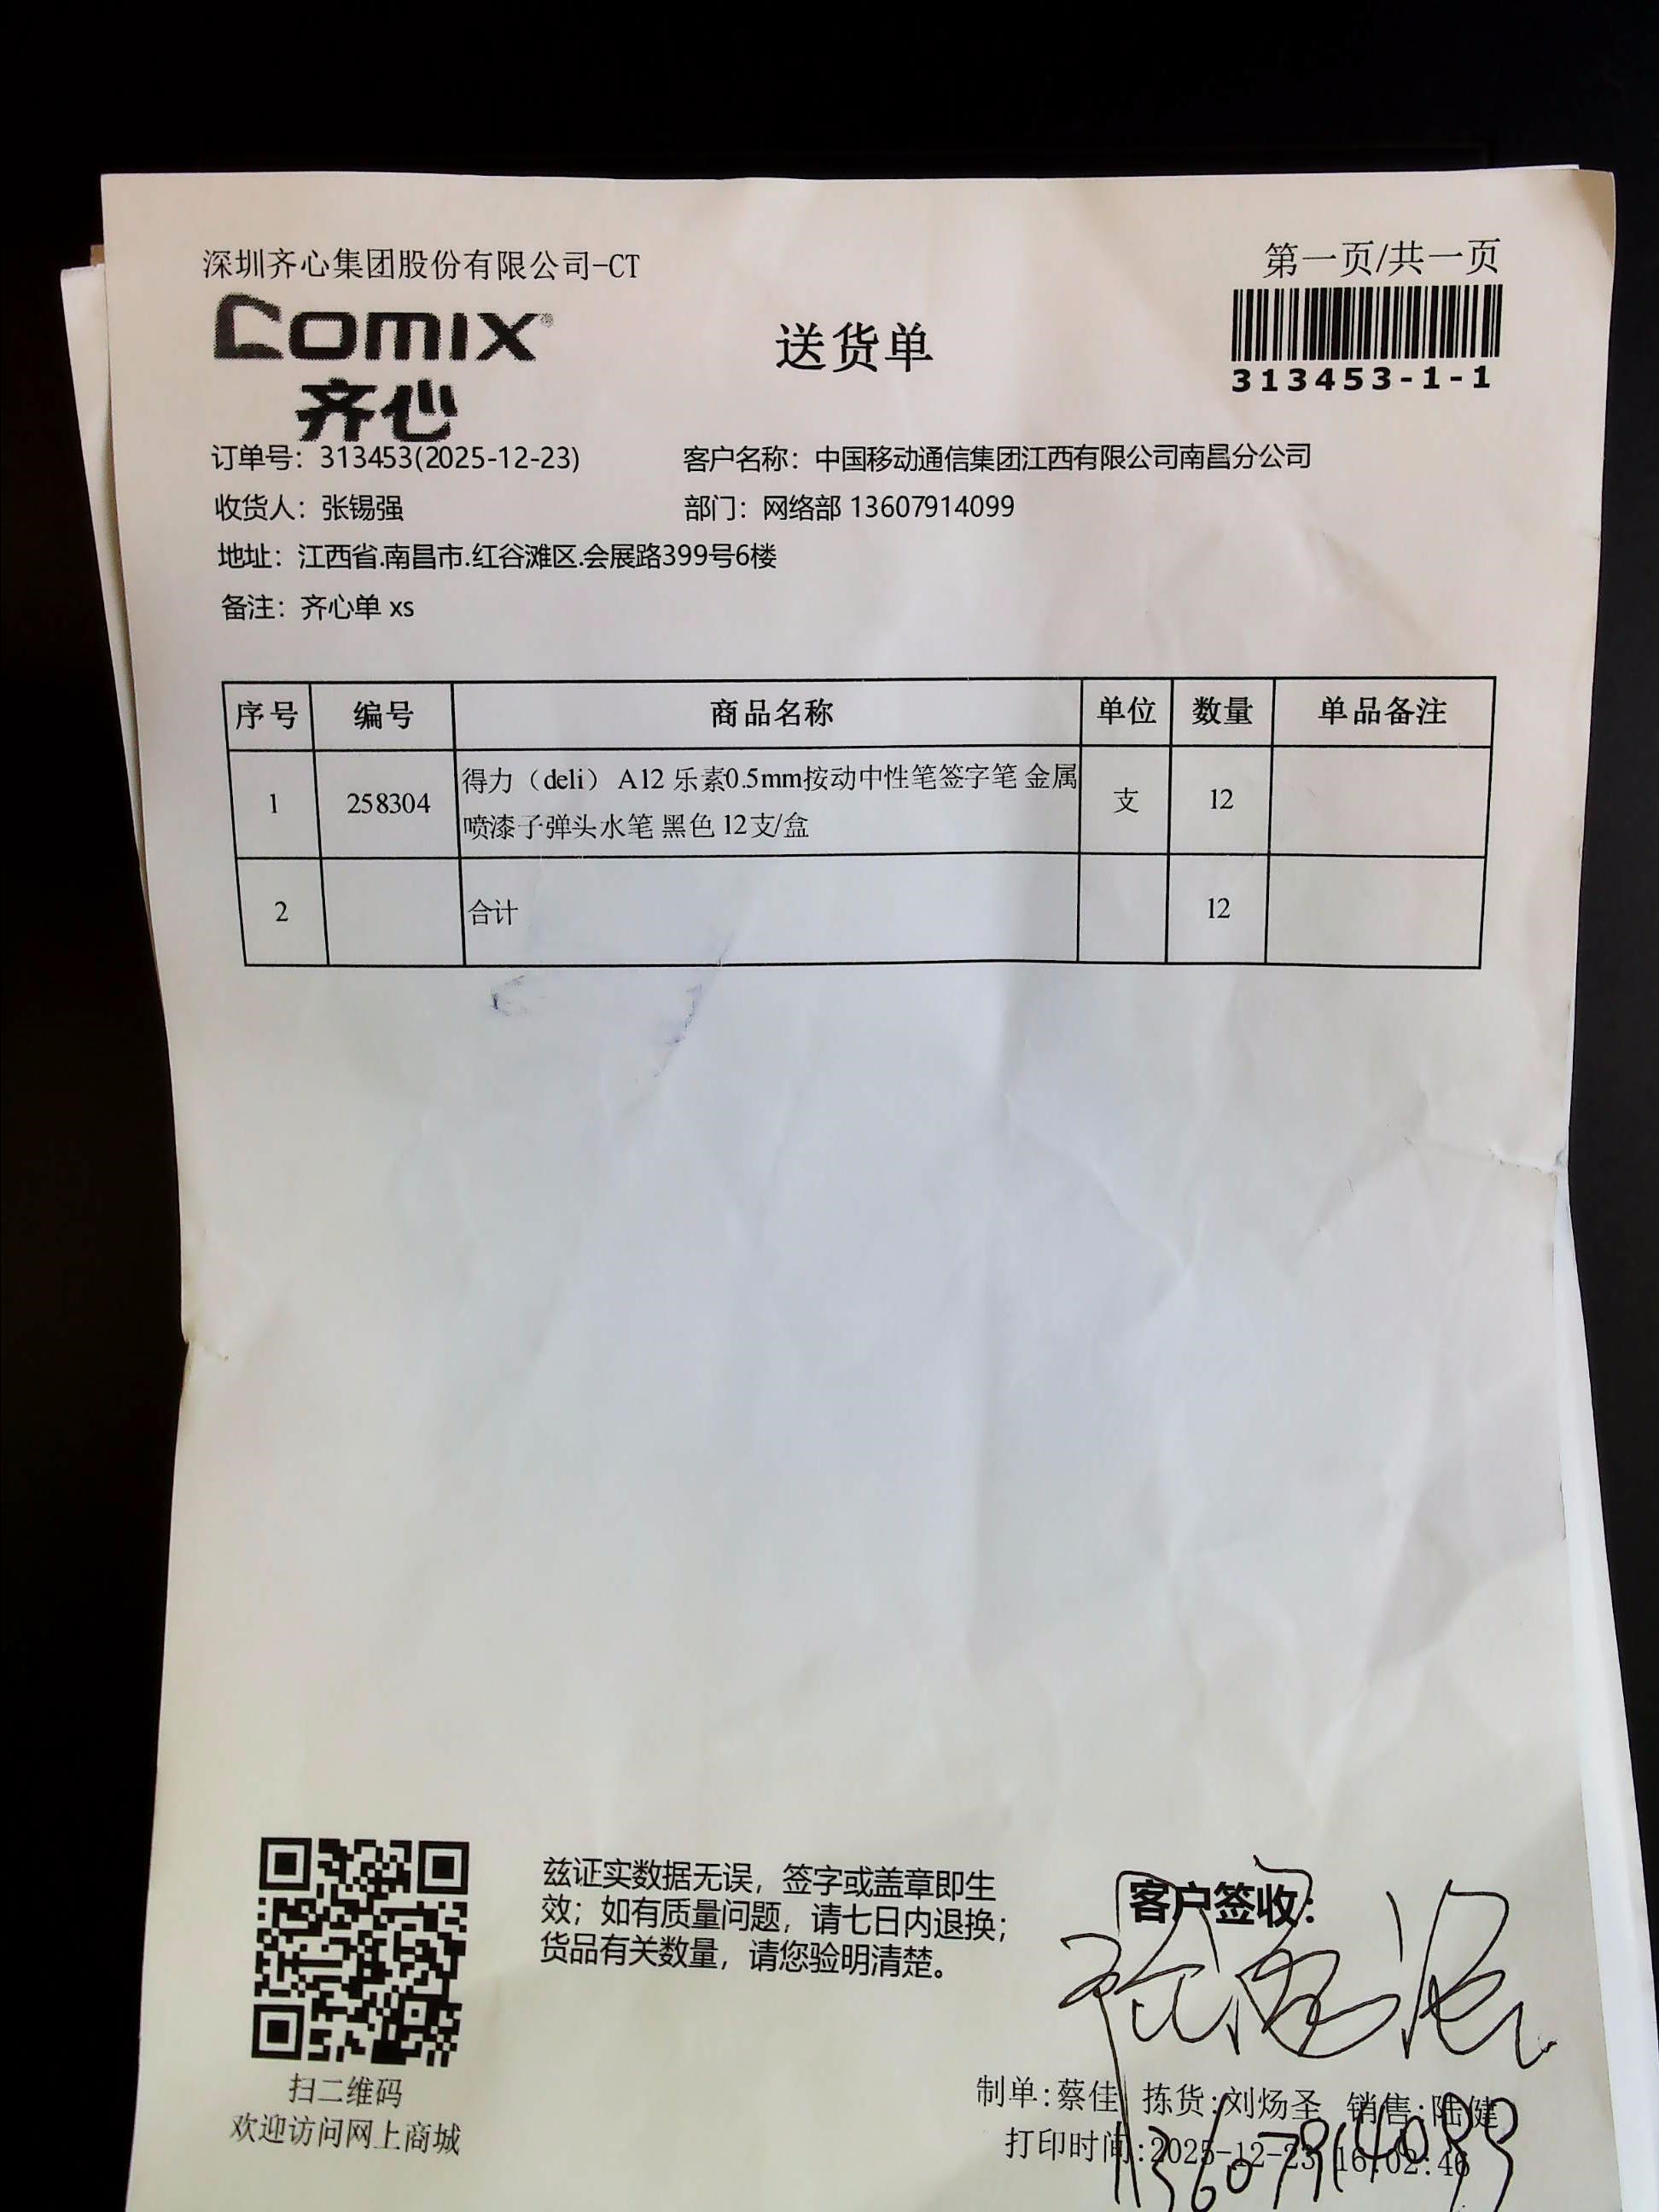 深圳齐心集团股份有限公司-CT
第一页/共一页
Comix®
齐心
送货单
313453-1-1
订单号：313453(2025-12-23)
客户名称：中国移动通信集团江西有限公司南昌分公司
收货人：张锡强
部门：网络部 13607914099
地址：江西省.南昌市.红谷滩区.会展路399号6楼
备注：齐心单 xs
序号 编号 商品名称 单位 数量 单品备注
1 258304 得力（deli） A12 乐素0.5mm按动中性笔签字笔 金属 支 12
喷漆子弹头水笔 黑色 12支/盒
2 合计 12
兹证实数据无误，签字或盖章即生
效；如有质量问题，请七日内退换；
货品有关数量，请您验明清楚。
客户签收：
扫二维码
欢迎访问网上商城
制单:蔡佳 拣货:刘炀圣 销售:陆健
打印时间:2025-12-23 16:02:46
13607914099